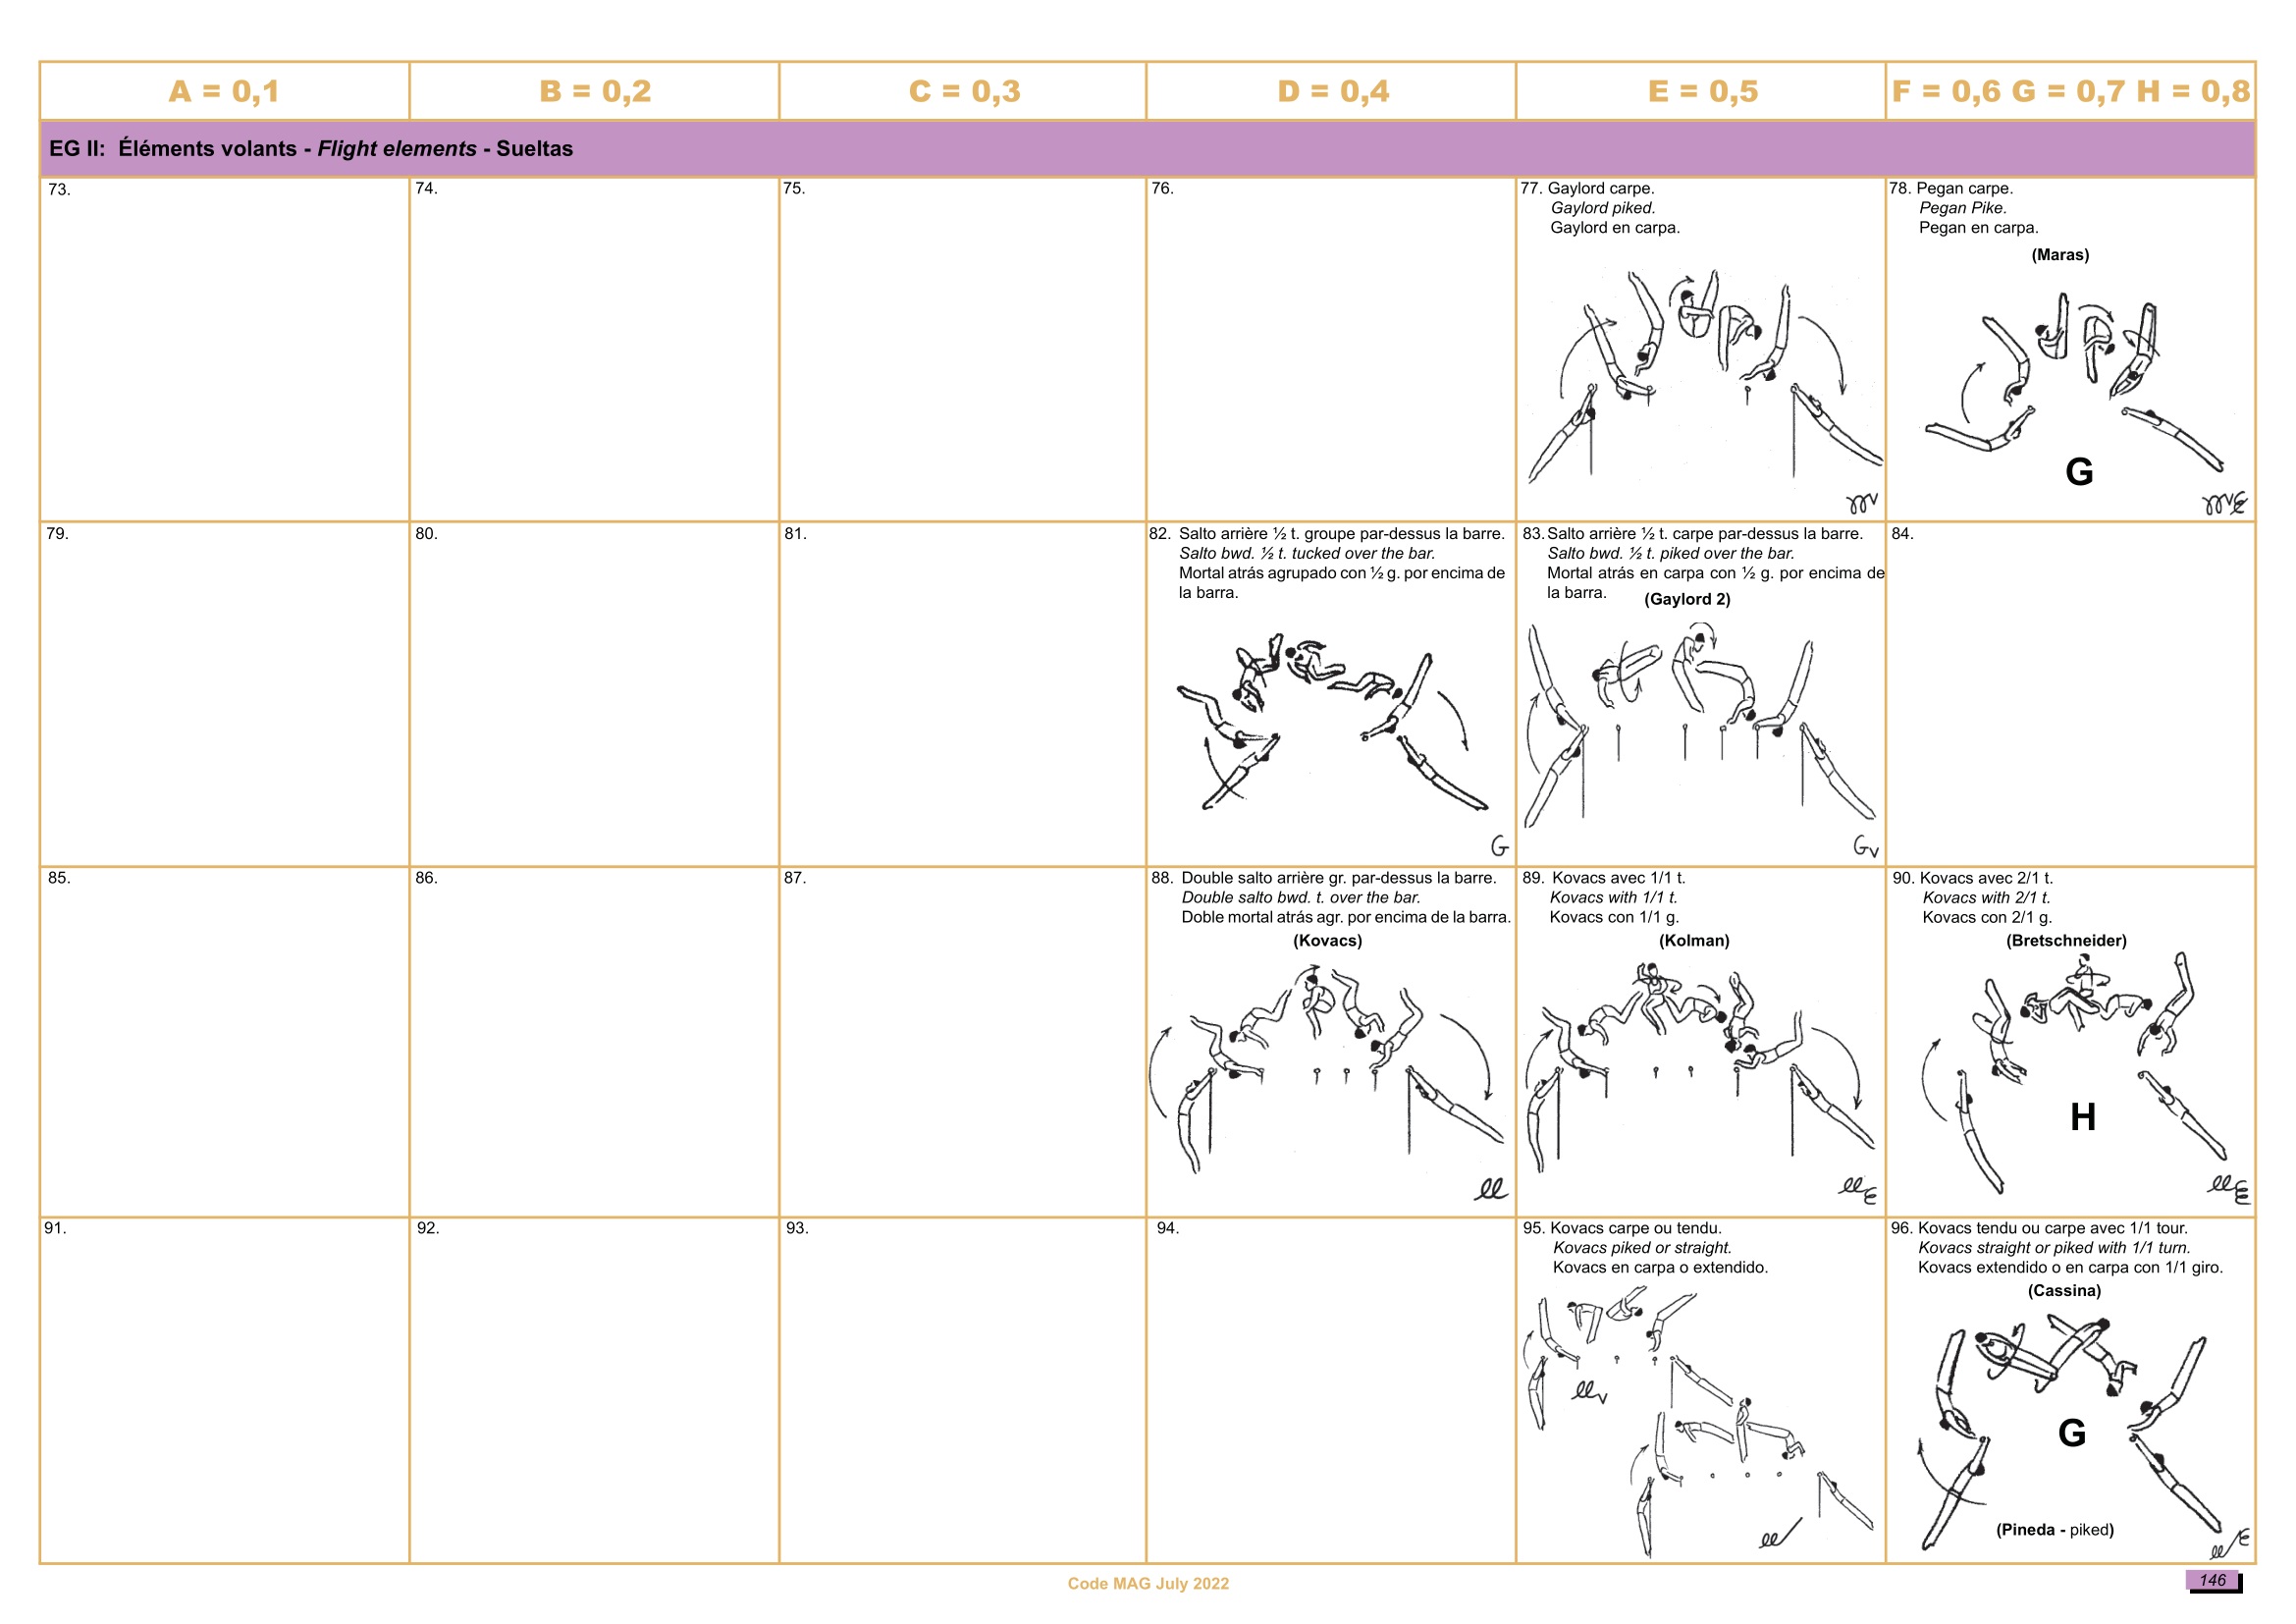 A = 0,1
B = 0,2
C = 0,3
D = 0,4
E = 0,5
F = 0,6 G = 0,7 H = 0,8
EG II: Éléments volants - Flight elements - Sueltas
73.
74.
75.
76.
77. Gaylord carpe.
Gaylord piked.
Gaylord en carpa.
78. Pegan carpe.
Pegan Pike.
Pegan en carpa.
(Maras)
G
79.
80.
81.
82. Salto arrière ½ t. groupe par-dessus la barre.
Salto bwd. ½ t. tucked over the bar.
Mortal atrás agrupado con ½ g. por encima de
la barra.
G
83. Salto arrière ½ t. carpe par-dessus la barre.
Salto bwd. ½ t. piked over the bar.
Mortal atrás en carpa con ½ g. por encima de
la barra.
(Gaylord 2)
84.
85.
86.
87.
88. Double salto arrière gr. par-dessus la barre.
Double salto bwd. t. over the bar.
Doble mortal atrás agr. por encima de la barra.
(Kovacs)
89. Kovacs avec 1/1 t.
Kovacs with 1/1 t.
Kovacs con 1/1 g.
(Kolman)
90. Kovacs avec 2/1 t.
Kovacs with 2/1 t.
Kovacs con 2/1 g.
(Bretschneider)
H
91.
92.
93.
94.
95. Kovacs carpe ou tendu.
Kovacs piked or straight.
Kovacs en carpa o extendido.
96. Kovacs tendu ou carpe avec 1/1 tour.
Kovacs straight or piked with 1/1 turn.
Kovacs extendido o en carpa con 1/1 giro.
(Cassina)
G
(Pineda - piked)
Code MAG July 2022
146